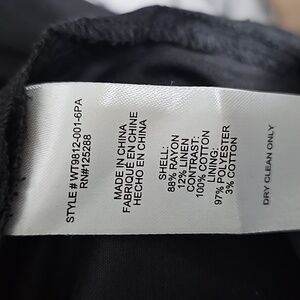 STYLE # WT9812-001-6PA
RN#125288
MADE IN CHINA
FABRIQUÉ EN CHINE
HECHO EN CHINA
SHELL:
88% RAYON
12% LINEN
CONTRAST:
100% COTTON
LINING:
97% POLYESTER
3% COTTON
DRY CLEAN ONLY